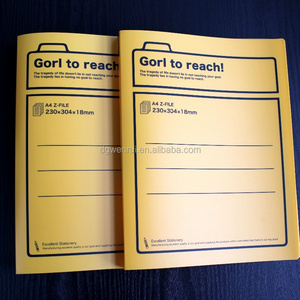 Gorl to reach!
The tragedy of life doesn't lie in not reaching your goal.
The tragedy lies in having no goal to reach.
A4 Z-FILE
230×304×18mm
Excellent Stationery
Gorl to reach!
The tragedy of life doesn't lie in not reaching your goal.
The tragedy lies in having no goal to reach.
A4 Z-FILE
230×304×18mm
Excellent Stationery